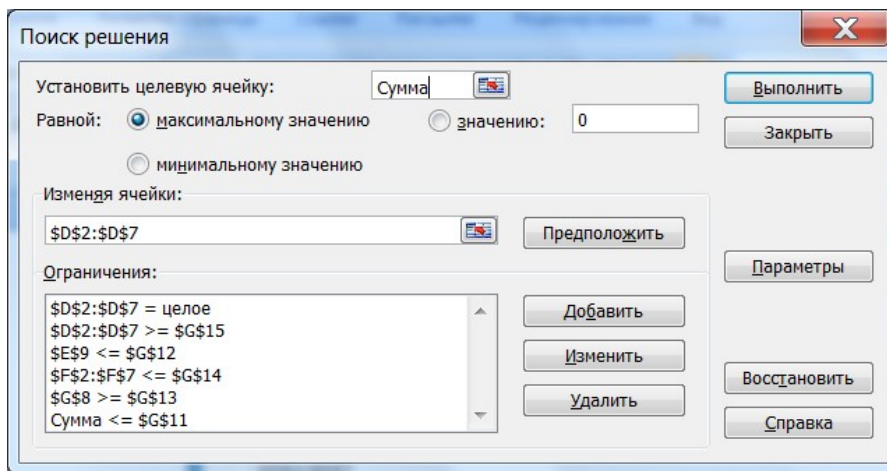 Поиск решения
Установить целевую ячейку: Сумма Выполнить
Равной: максимальному значению значению: 0 Закрыть
минимальному значению
Изменяя ячейки:
$D$2:$D$7 Предположить
Ограничения: Параметры
$D$2:$D$7 = целое Добавить
$D$2:$D$7 >= $G$15
$E$9 <= $G$12 Изменить
$F$2:$F$7 <= $G$14 Восстановить
$G$8 >= $G$13 Удалить
Сумма <= $G$11 Справка